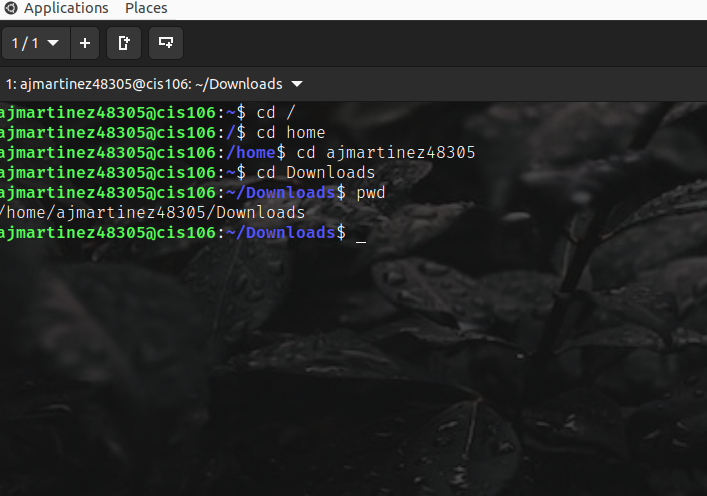 Applications Places
1 / 1
1: ajmartinez48305@cis106: ~/Downloads
ajmartinez48305@cis106:~$ cd /
ajmartinez48305@cis106:/$ cd home
ajmartinez48305@cis106:/home$ cd ajmartinez48305
ajmartinez48305@cis106:~$ cd Downloads
ajmartinez48305@cis106:~/Downloads$ pwd
/home/ajmartinez48305/Downloads
ajmartinez48305@cis106:~/Downloads$ _